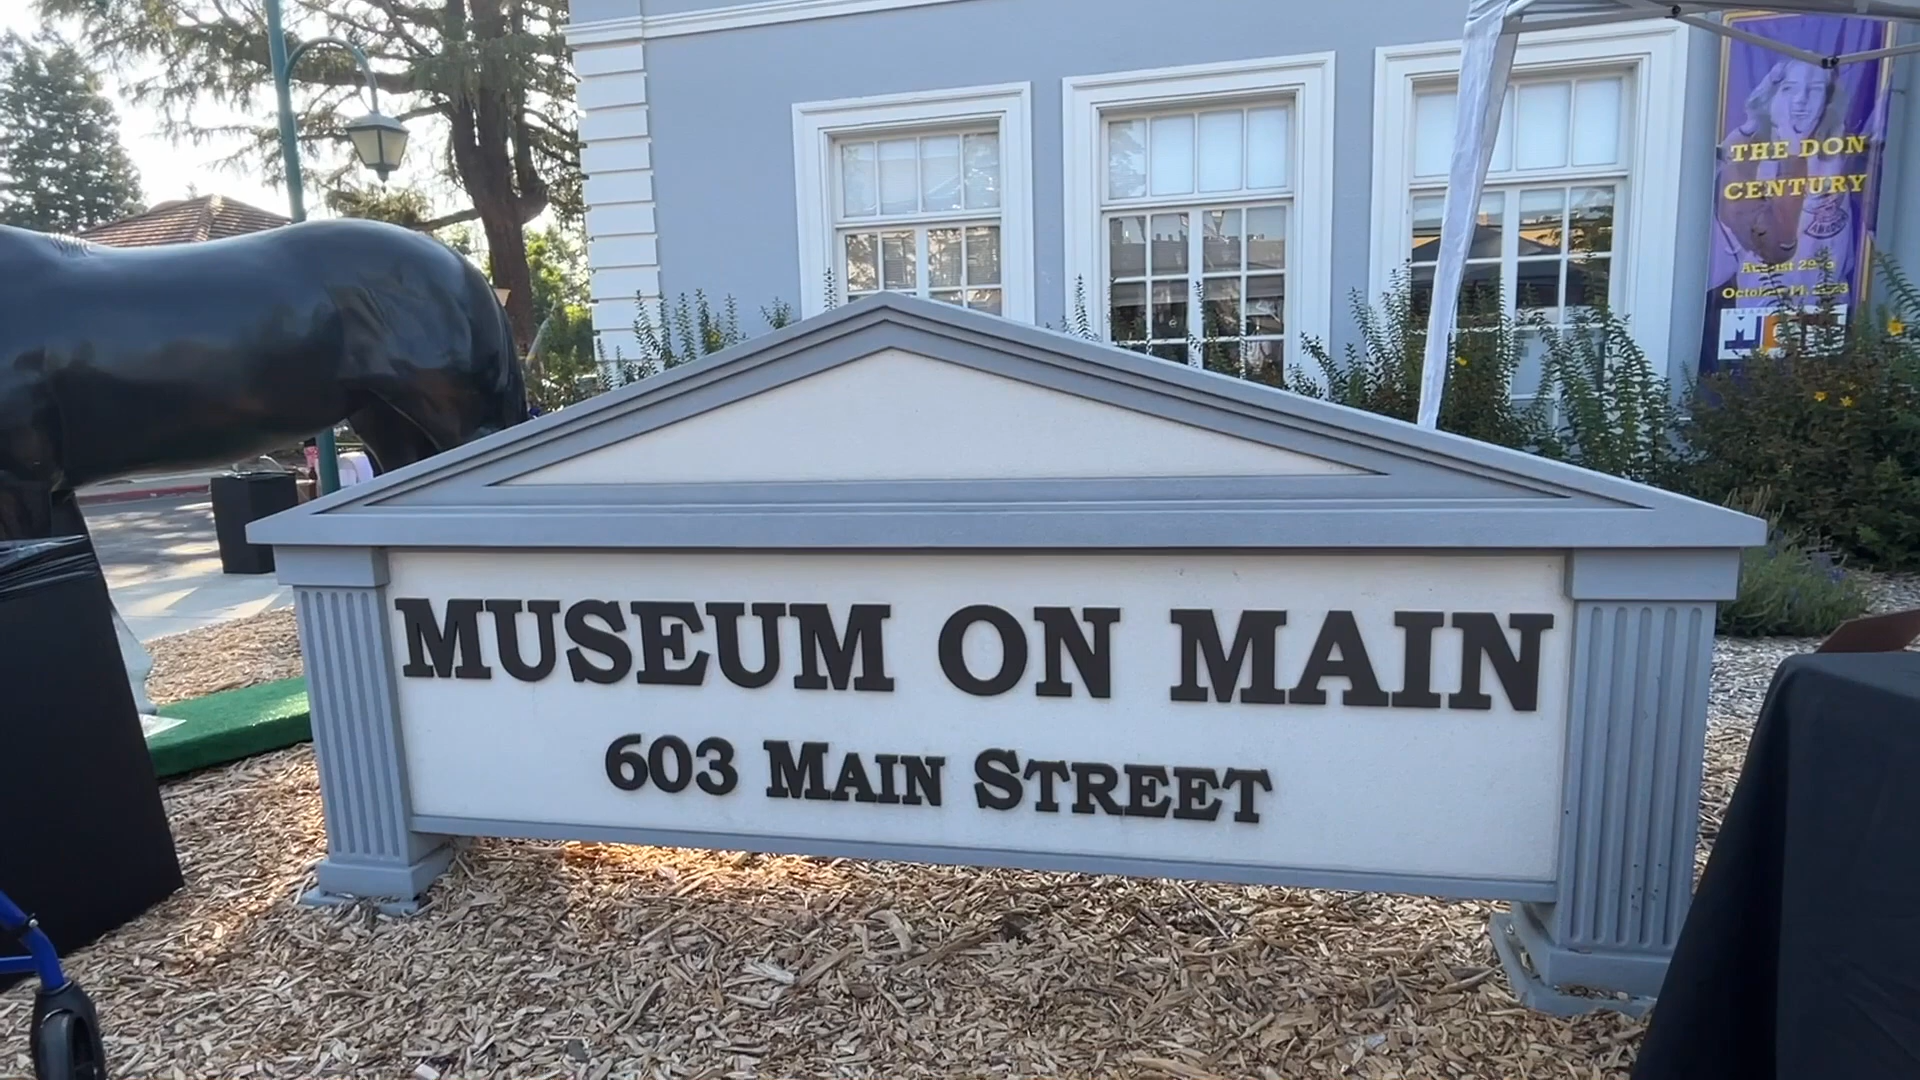 THE DON
CENTURY
MUSEUM ON MAIN
603 MAIN STREET